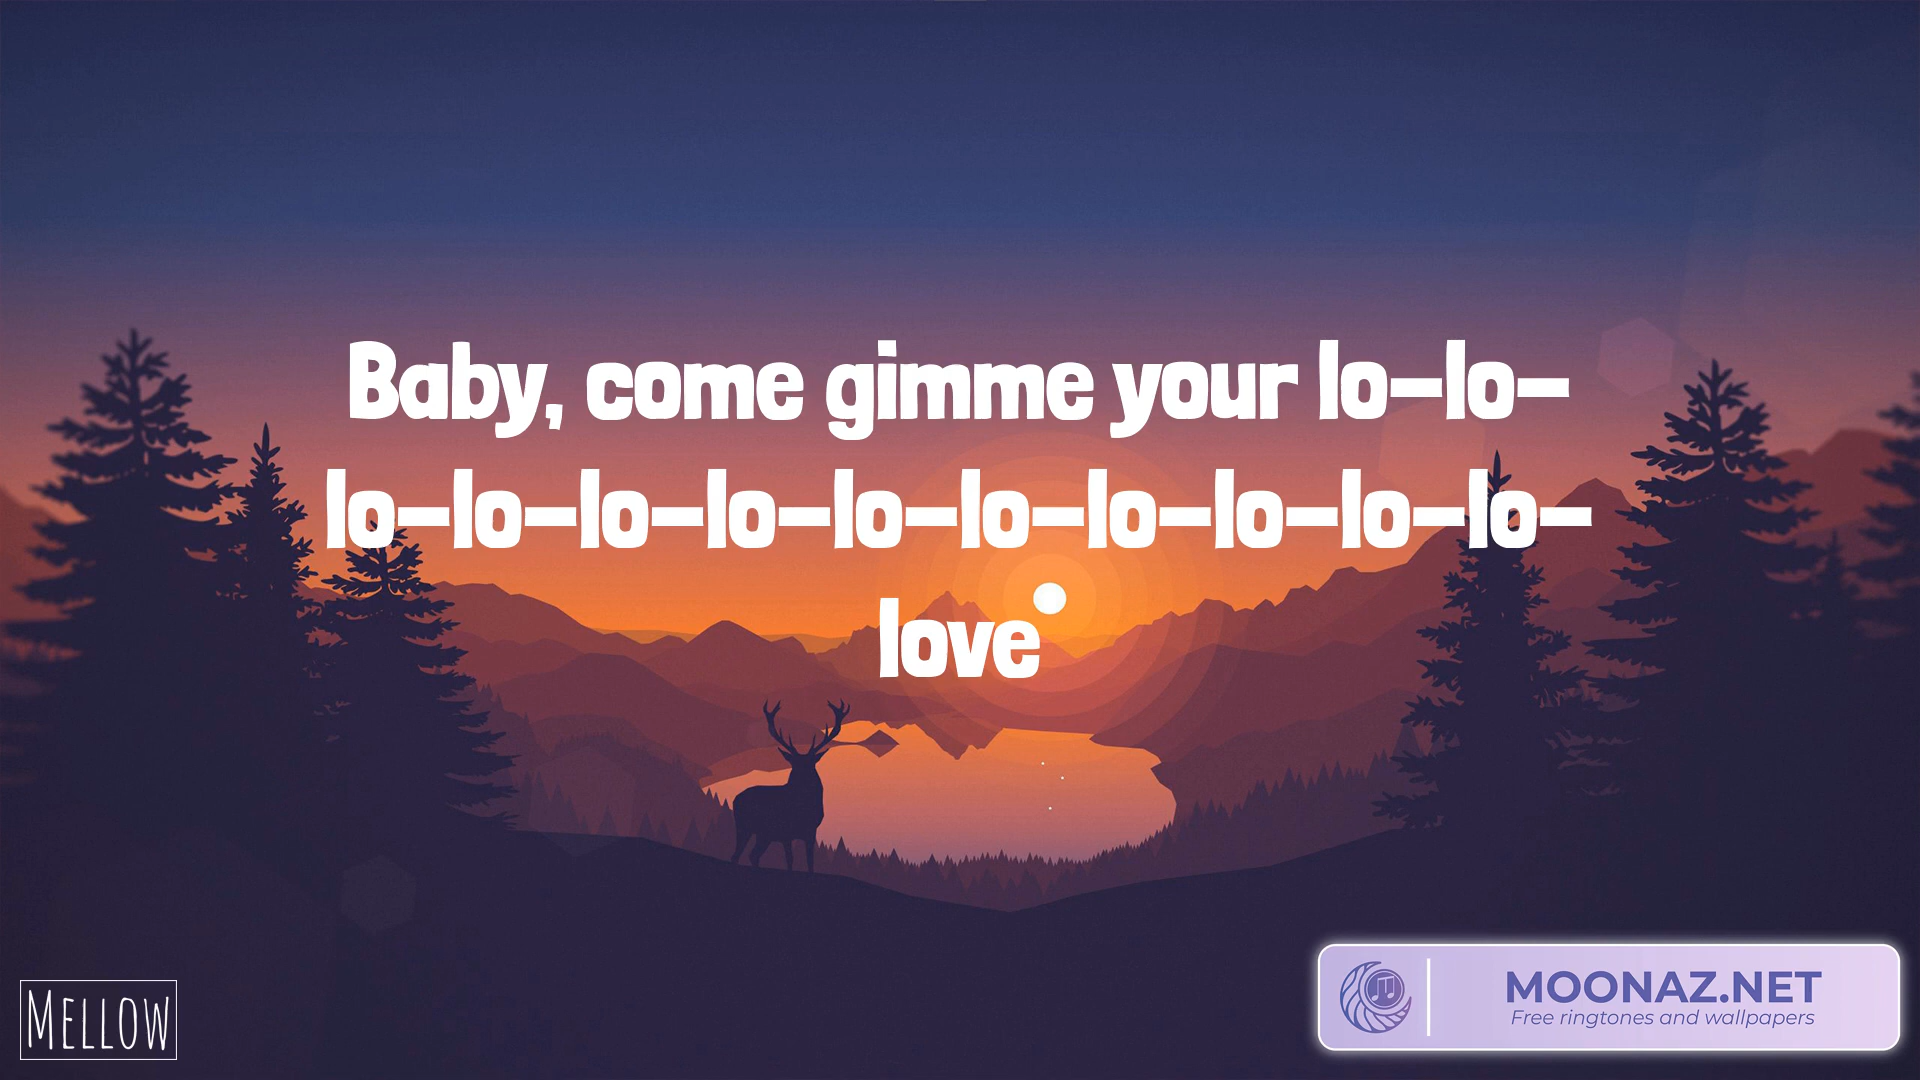 Baby, come gimme your lo-lo-
lo-lo-lo-lo-lo-lo-lo-lo-lo-lo-
love
MELLOW
MOONAZ.NET
Free ringtones and wallpapers